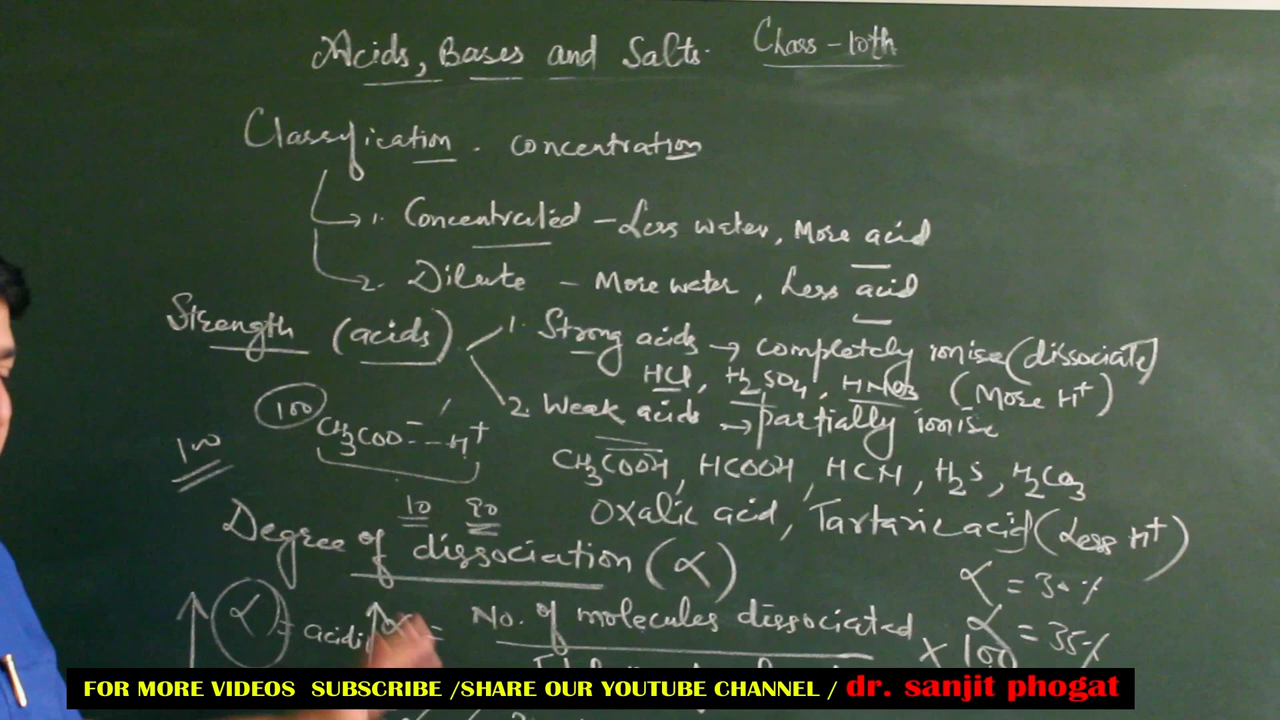 Acids, Bases and Salts. Class-10th
Classification. concentration
1. Concentrated - Less water, More acid
2. Dilute - More water, Less acid
Strength (acids)
1. Strong acids → completely ionise (dissociate)
HCl, H2SO4, HNO3 (More H+)
2. Weak acids → partially ionise
100 CH3COO- -- H+
100
CH3COOH, HCOOH, HCN, H2S, H2CO3
Oxalic acid, Tartaric acid (Less H+)
10 90
Degree of dissociation (α)
α = 30%
α = No. of molecules dissociated × 100
α = 35%
↑ α = acidi
FOR MORE VIDEOS SUBSCRIBE /SHARE OUR YOUTUBE CHANNEL / dr. sanjit phogat